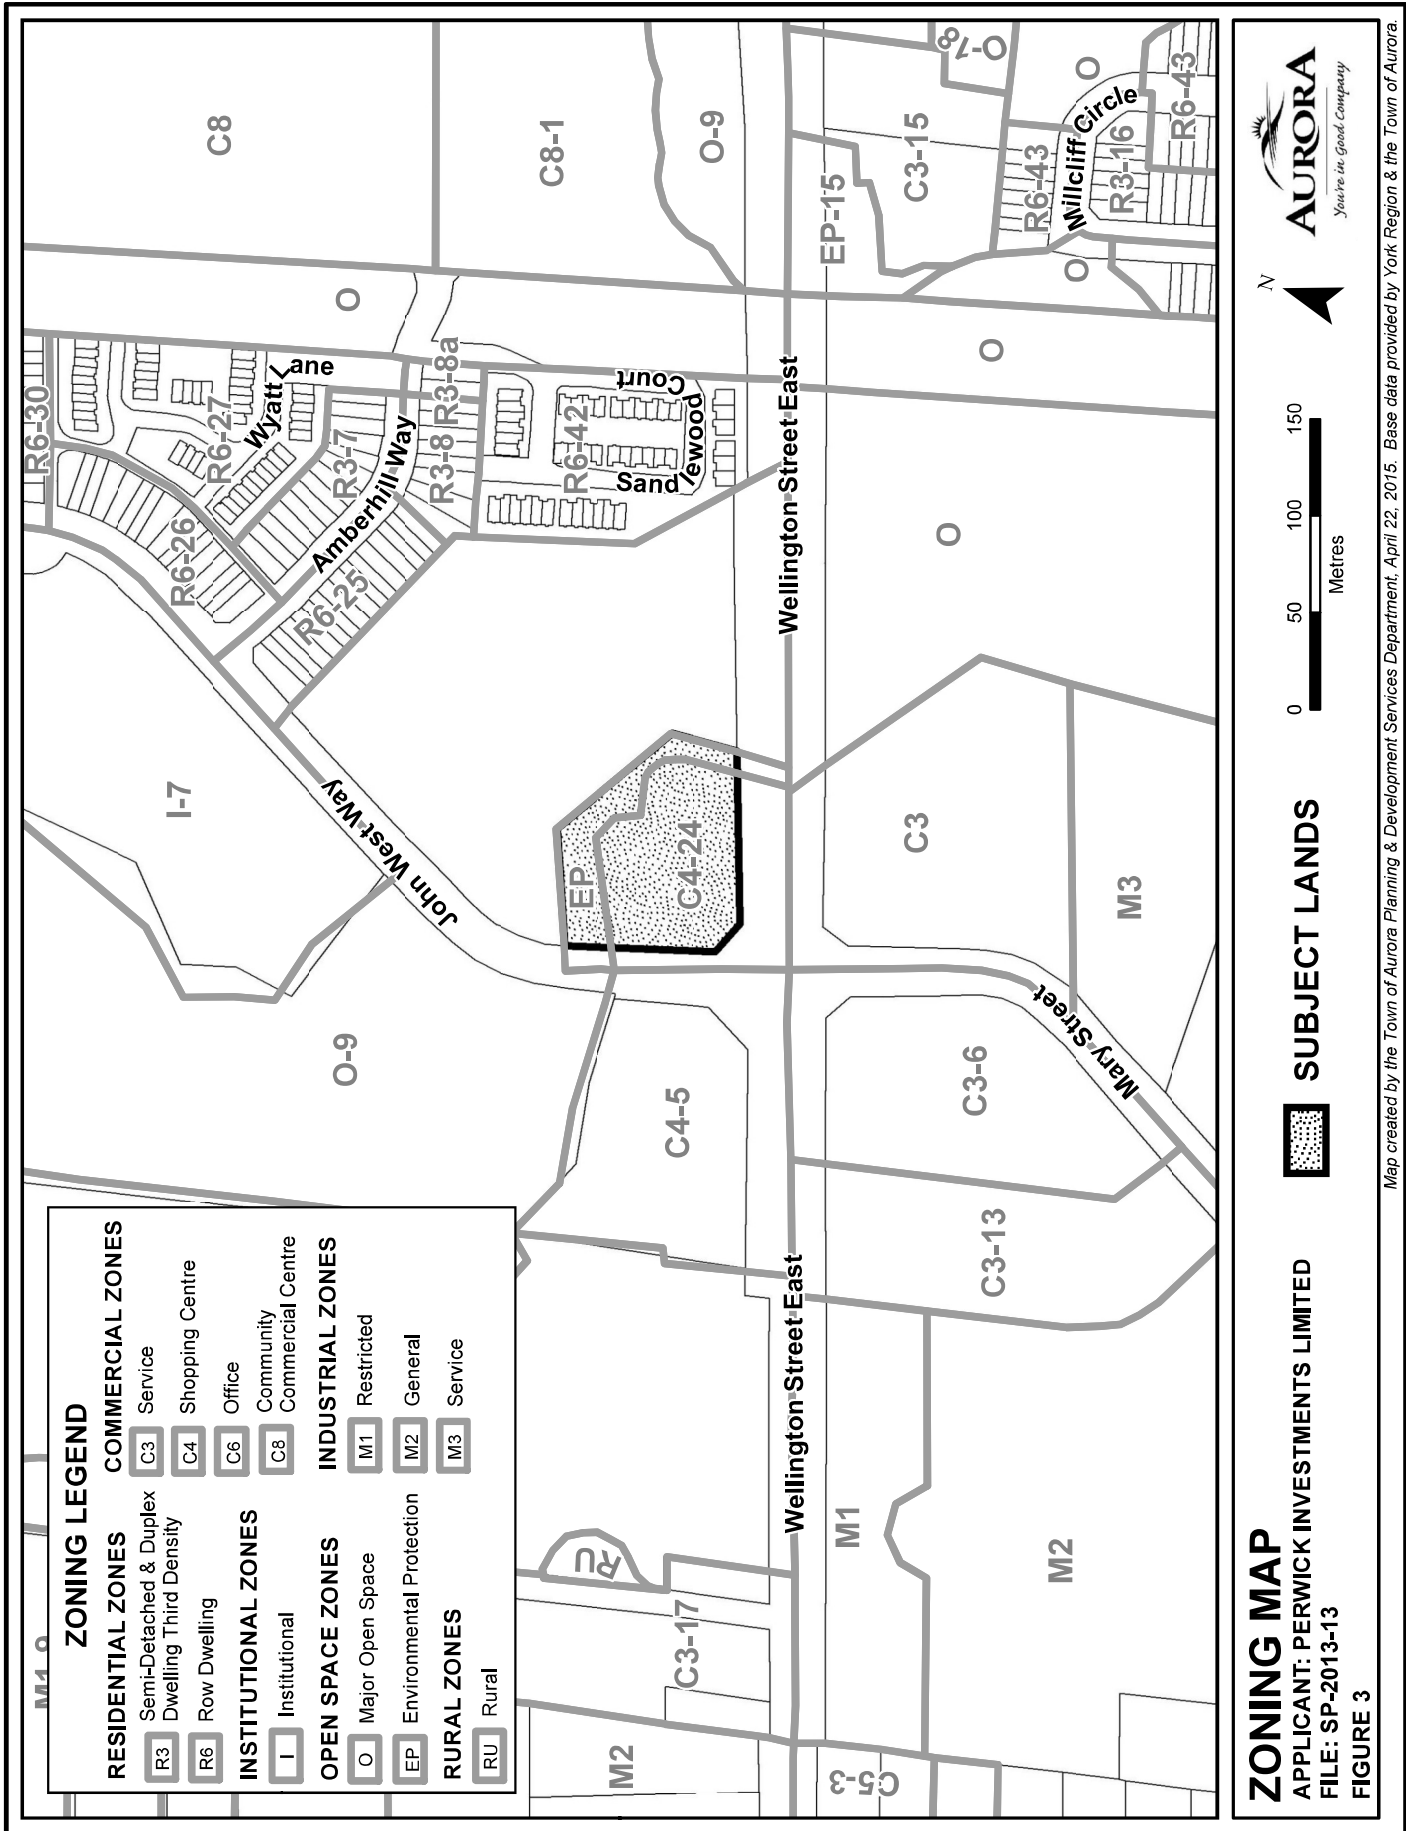 ZONING LEGEND
RESIDENTIAL ZONES
R3
Semi-Detached & Duplex
Dwelling Third Density
R6
Row Dwelling
INSTITUTIONAL ZONES
I
Institutional
OPEN SPACE ZONES
O
Major Open Space
EP
Environmental Protection
RURAL ZONES
RU
Rural
COMMERCIAL ZONES
C3
Service
C4
Shopping Centre
C6
Office
C8
Community
Commercial Centre
INDUSTRIAL ZONES
M1
Restricted
M2
General
M3
Service
M1-9
O-9
I-7
R6-26
R6-30
R6-27
Wyatt Lane
R3-7
Amberhill Way
R6-25
R3-8
R3-8a
O
C8
C8-1
O-9
John West Way
R6-42
Sandlewood
Court
EP
C4-24
C4-5
RU
C3-17
M2
Wellington Street East
Wellington Street East
C5-3
M1
M2
C3-13
C3-6
Mary Street
C3
M3
O
O
EP-15
C3-15
O-18
R6-43
Millcliff Circle
O
R3-16
R6-43
O
ZONING MAP
APPLICANT: PERWICK INVESTMENTS LIMITED
FILE: SP-2013-13
FIGURE 3
SUBJECT LANDS
0 50 100 150
Metres
N
AURORA
You're in Good Company
Map created by the Town of Aurora Planning & Development Services Department, April 22, 2015. Base data provided by York Region & the Town of Aurora.